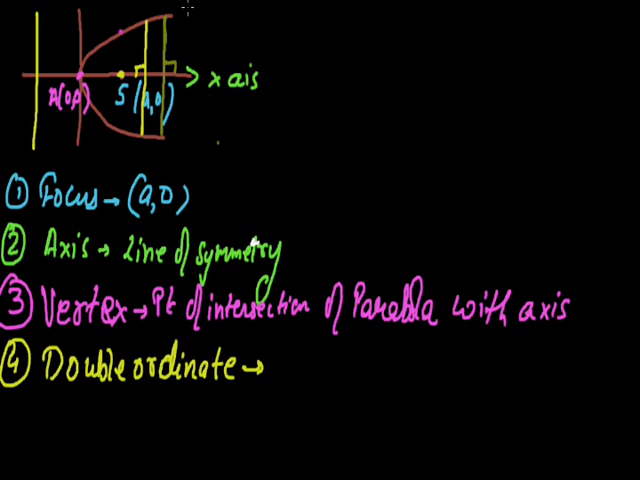 x ais
A(0,0) S (a,0)
① Focus → (a,0)
② Axis → Line of symmetry
③ Vertex → Pt of intersection of Parabola with axis
④ Double ordinate →